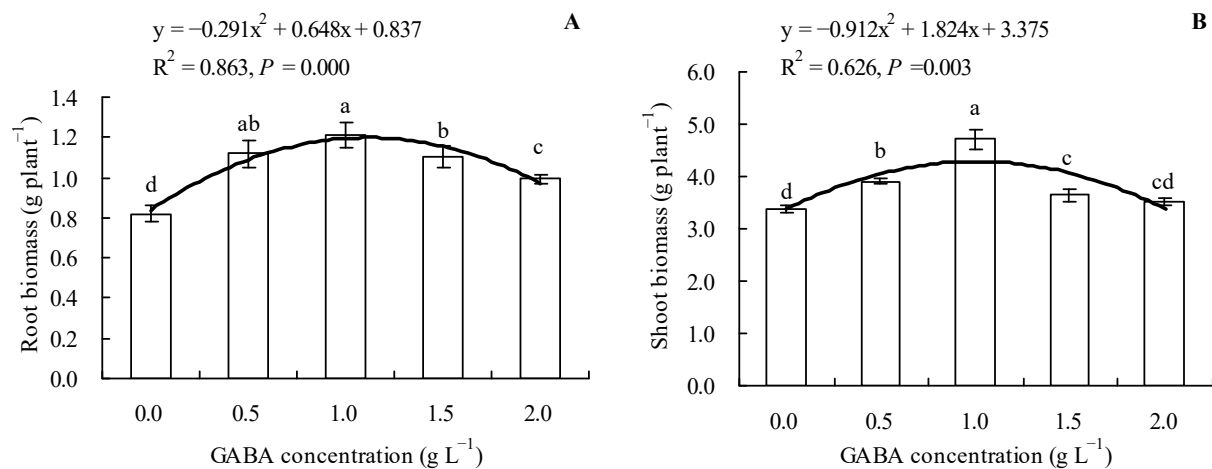 y = −0.291x² + 0.648x + 0.837
A
R² = 0.863, P = 0.000
1.4
1.2
1.0
0.8
0.6
0.4
0.2
0.0
Root biomass (g plant⁻¹)
d
ab
a
b
c
0.0 0.5 1.0 1.5 2.0
GABA concentration (g L⁻¹)
y = −0.912x² + 1.824x + 3.375
B
R² = 0.626, P =0.003
6.0
5.0
4.0
3.0
2.0
1.0
0.0
Shoot biomass (g plant⁻¹)
d
b
a
c
cd
0.0 0.5 1.0 1.5 2.0
GABA concentration (g L⁻¹)